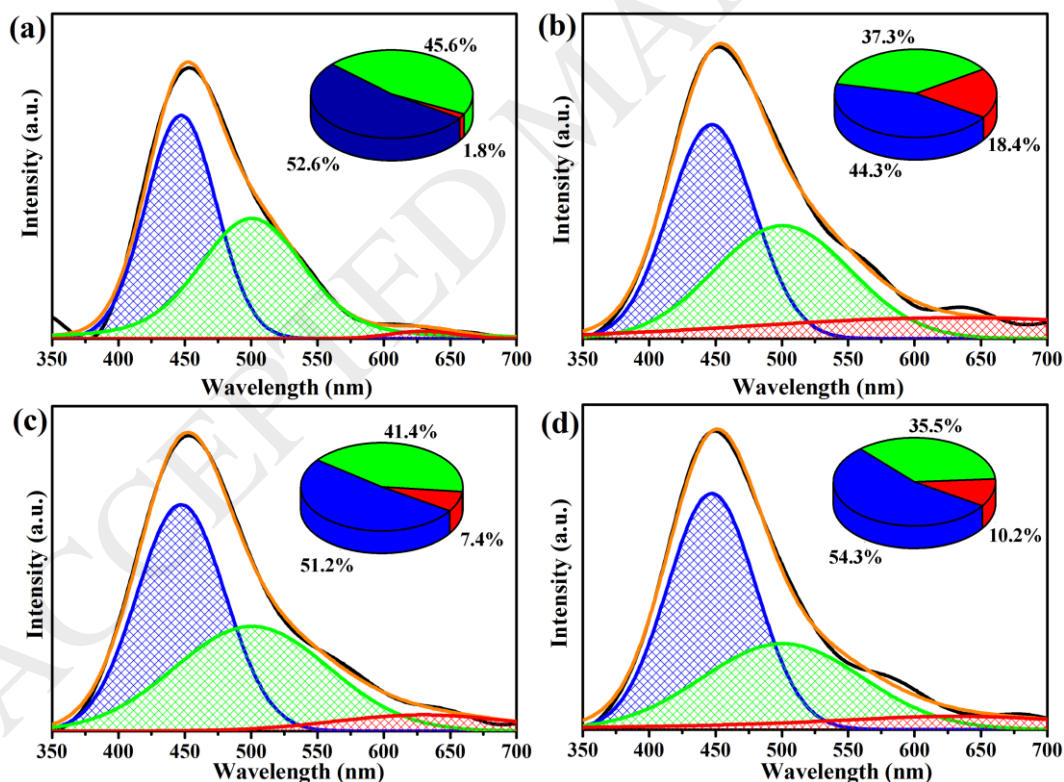 (a)
45.6%
1.8%
52.6%
Intensity (a.u.)
350 400 450 500 550 600 650 700
Wavelength (nm)
(b)
37.3%
18.4%
44.3%
Intensity (a.u.)
350 400 450 500 550 600 650 700
Wavelength (nm)
(c)
41.4%
7.4%
51.2%
Intensity (a.u.)
350 400 450 500 550 600 650 700
Wavelength (nm)
(d)
35.5%
10.2%
54.3%
Intensity (a.u.)
350 400 450 500 550 600 650 700
Wavelength (nm)
ACCEPTED MA